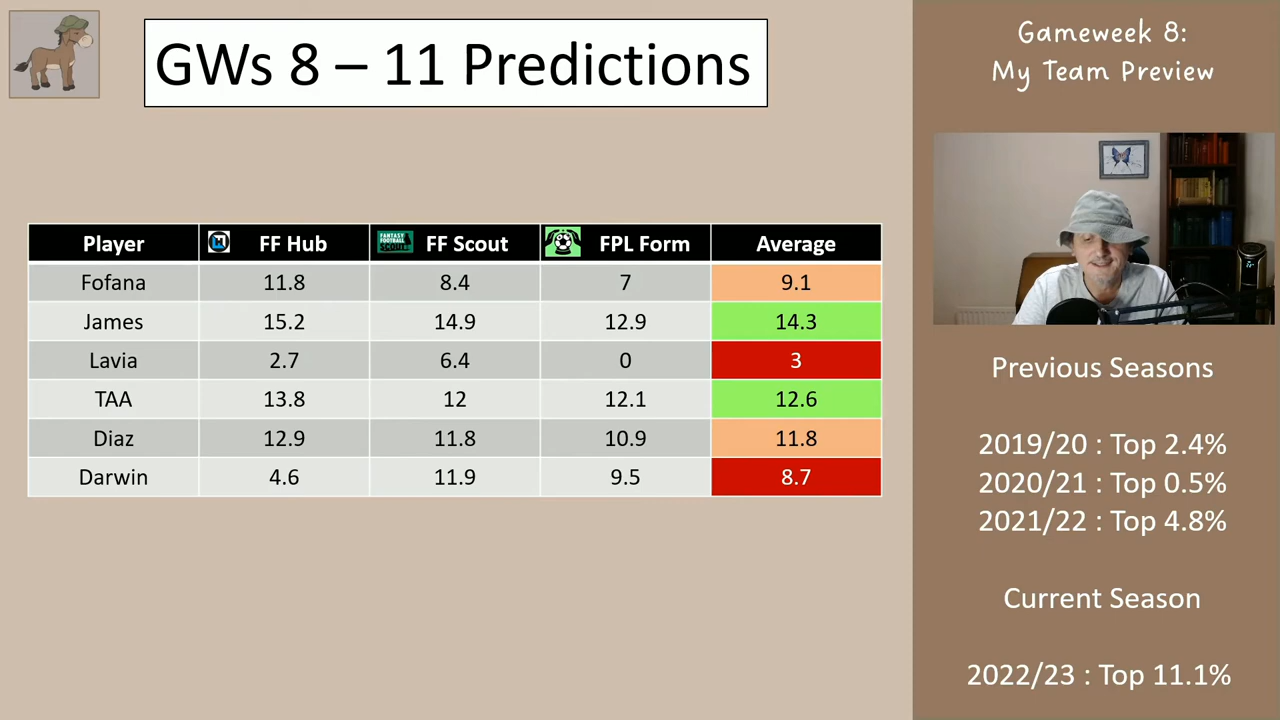 GWs 8 – 11 Predictions
Gameweek 8:
My Team Preview
Player FF Hub FANTASY FOOTBALL SCOUT FF Scout FPL Form Average
Fofana 11.8 8.4 7 9.1
James 15.2 14.9 12.9 14.3
Lavia 2.7 6.4 0 3
TAA 13.8 12 12.1 12.6
Diaz 12.9 11.8 10.9 11.8
Darwin 4.6 11.9 9.5 8.7
Previous Seasons
2019/20 : Top 2.4%
2020/21 : Top 0.5%
2021/22 : Top 4.8%
Current Season
2022/23 : Top 11.1%